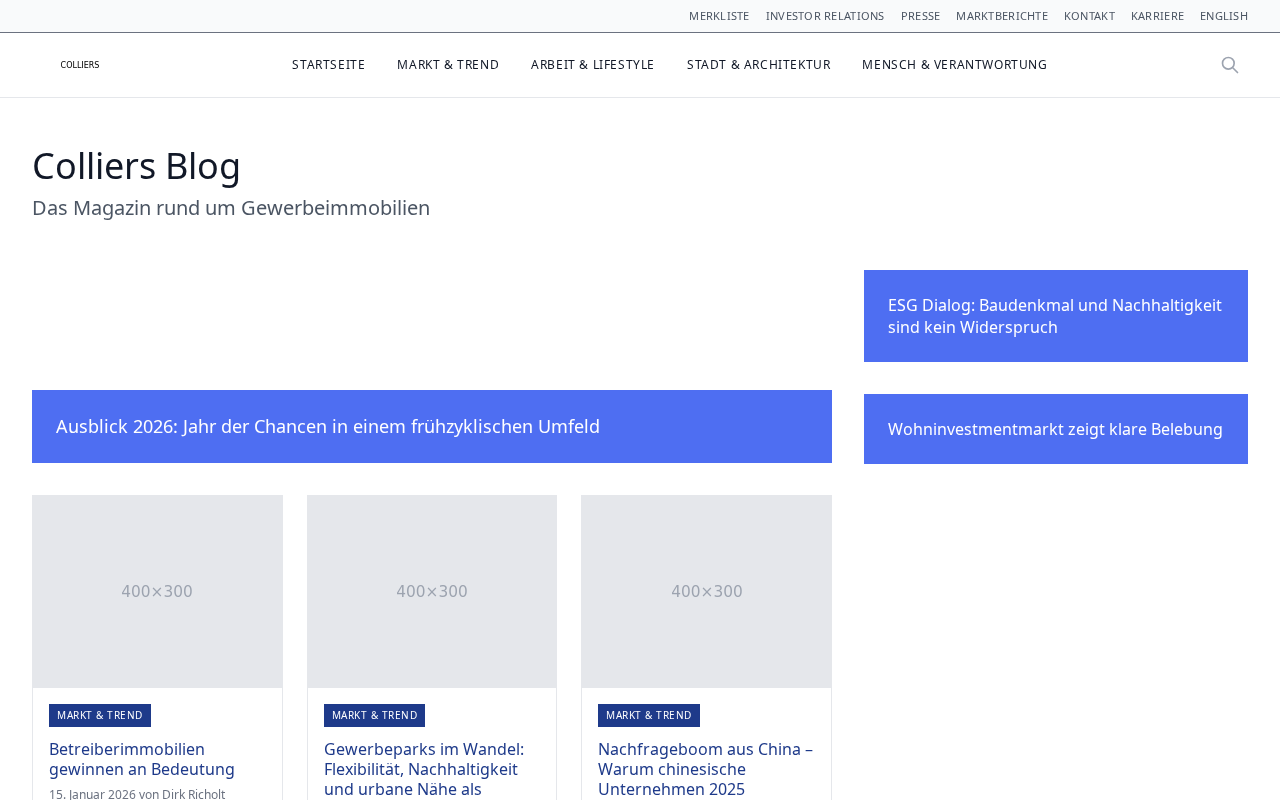 MERKLISTE INVESTOR RELATIONS PRESSE MARKTBERICHTE KONTAKT KARRIERE ENGLISH
COLLIERS STARTSEITE MARKT & TREND ARBEIT & LIFESTYLE STADT & ARCHITEKTUR MENSCH & VERANTWORTUNG
Colliers Blog
Das Magazin rund um Gewerbeimmobilien
Ausblick 2026: Jahr der Chancen in einem frühzyklischen Umfeld
ESG Dialog: Baudenkmal und Nachhaltigkeit
sind kein Widerspruch
Wohninvestmentmarkt zeigt klare Belebung
400×300
MARKT & TREND
Betreiberimmobilien
gewinnen an Bedeutung
15. Januar 2026 von Dirk Richolt
400×300
MARKT & TREND
Gewerbeparks im Wandel:
Flexibilität, Nachhaltigkeit
und urbane Nähe als
400×300
MARKT & TREND
Nachfrageboom aus China –
Warum chinesische
Unternehmen 2025